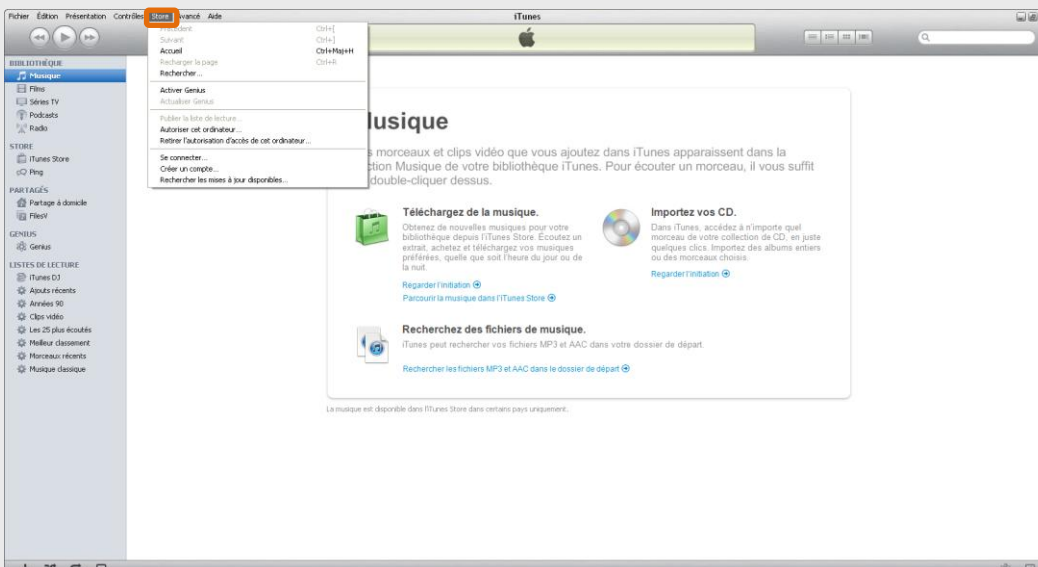 Fichier Édition Présentation Contrôles Store Avancé Aide
iTunes
Précédent Ctrl+[
Suivant Ctrl+]
Accueil Ctrl+Maj+H
Recharger la page Ctrl+R
Rechercher...
Activer Genius
Actualiser Genius
Publier la liste de lecture...
Autoriser cet ordinateur...
Retirer l'autorisation d'accès de cet ordinateur...
Se connecter...
Créer un compte...
Rechercher les mises à jour disponibles...
BIBLIOTHÈQUE
Musique
Films
Séries TV
Podcasts
Radio
STORE
iTunes Store
Ping
PARTAGÉS
Partage à domicile
FilesV
GENIUS
Genius
LISTES DE LECTURE
iTunes DJ
Ajouts récents
Années 90
Clips vidéo
Les 25 plus écoutés
Meilleur classement
Morceaux récents
Musique classique
usique
morceaux et clips vidéo que vous ajoutez dans iTunes apparaissent dans la
ction Musique de votre bibliothèque iTunes. Pour écouter un morceau, il vous suffit
double-cliquer dessus.
Téléchargez de la musique.
Obtenez de nouvelles musiques pour votre
bibliothèque depuis l'iTunes Store. Écoutez un
extrait, achetez et téléchargez vos musiques
préférées, quelle que soit l'heure du jour ou de
la nuit.
Regarder l'initiation
Parcourir la musique dans l'iTunes Store
Importez vos CD.
Dans iTunes, accédez à n'importe quel
morceau de votre collection de CD, en juste
quelques clics. Importez des albums entiers
ou des morceaux choisis.
Regarder l'initiation
Recherchez des fichiers de musique.
iTunes peut rechercher vos fichiers MP3 et AAC dans votre dossier de départ.
Rechercher les fichiers MP3 et AAC dans le dossier de départ
La musique est disponible dans l'iTunes Store dans certains pays uniquement.